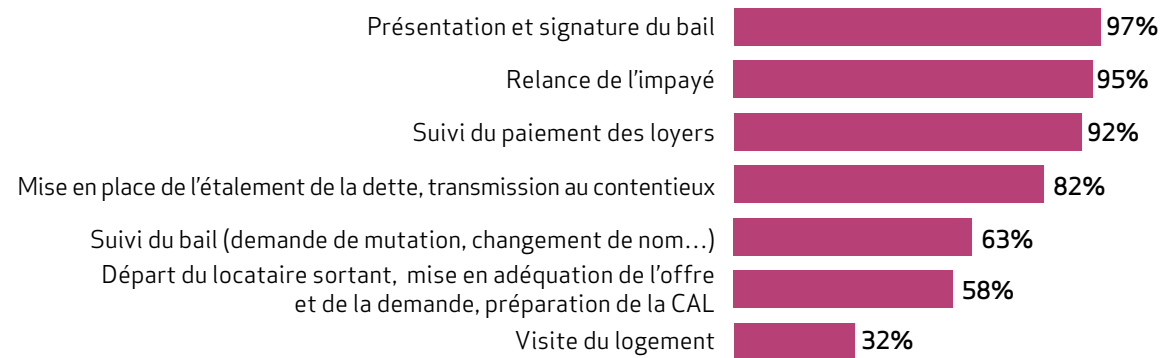 Présentation et signature du bail 97%
Relance de l’impayé 95%
Suivi du paiement des loyers 92%
Mise en place de l’étalement de la dette, transmission au contentieux 82%
Suivi du bail (demande de mutation, changement de nom…) 63%
Départ du locataire sortant, mise en adéquation de l’offre
et de la demande, préparation de la CAL 58%
Visite du logement 32%